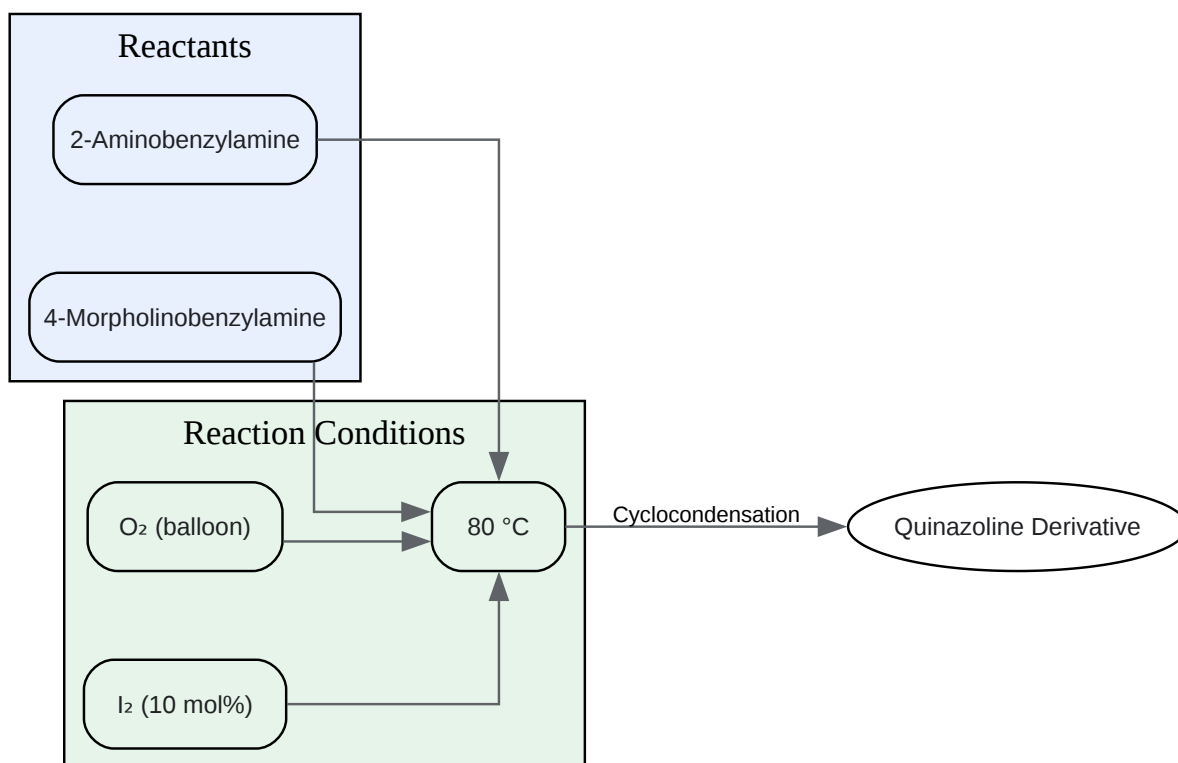 Reactants
2-Aminobenzylamine
4-Morpholinobenzylamine
Reaction Conditions
O₂ (balloon)
80 °C
Cyclocondensation
Quinazoline Derivative
I₂ (10 mol%)